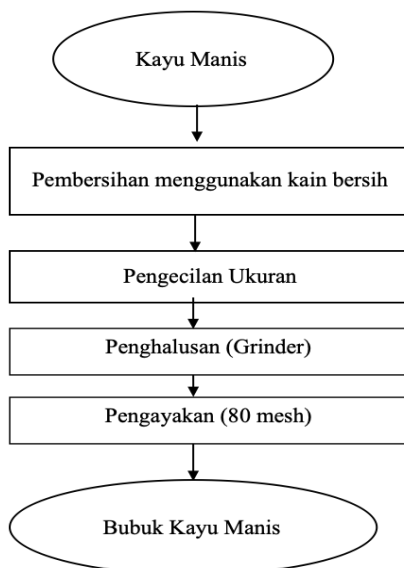 Kayu Manis
Pembersihan menggunakan kain bersih
Pengecilan Ukuran
Penghalusan (Grinder)
Pengayakan (80 mesh)
Bubuk Kayu Manis